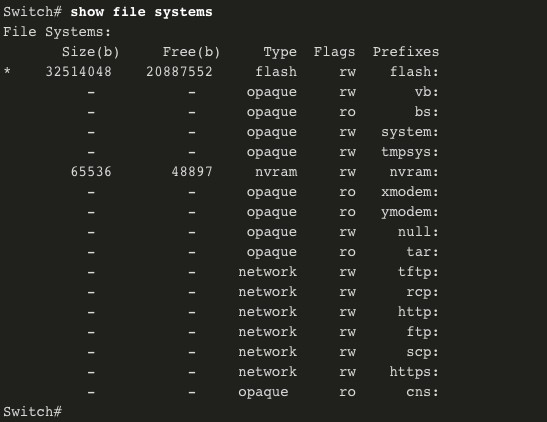 Switch# show file systems
File Systems:
Size(b) Free(b) Type Flags Prefixes
* 32514048 20887552 flash rw flash:
- - opaque rw vb:
- - opaque ro bs:
- - opaque rw system:
- - opaque rw tmpsys:
65536 48897 nvram rw nvram:
- - opaque ro xmodem:
- - opaque ro ymodem:
- - opaque rw null:
- - opaque ro tar:
- - network rw tftp:
- - network rw rcp:
- - network rw http:
- - network rw ftp:
- - network rw scp:
- - network rw https:
- - opaque ro cns:
Switch#